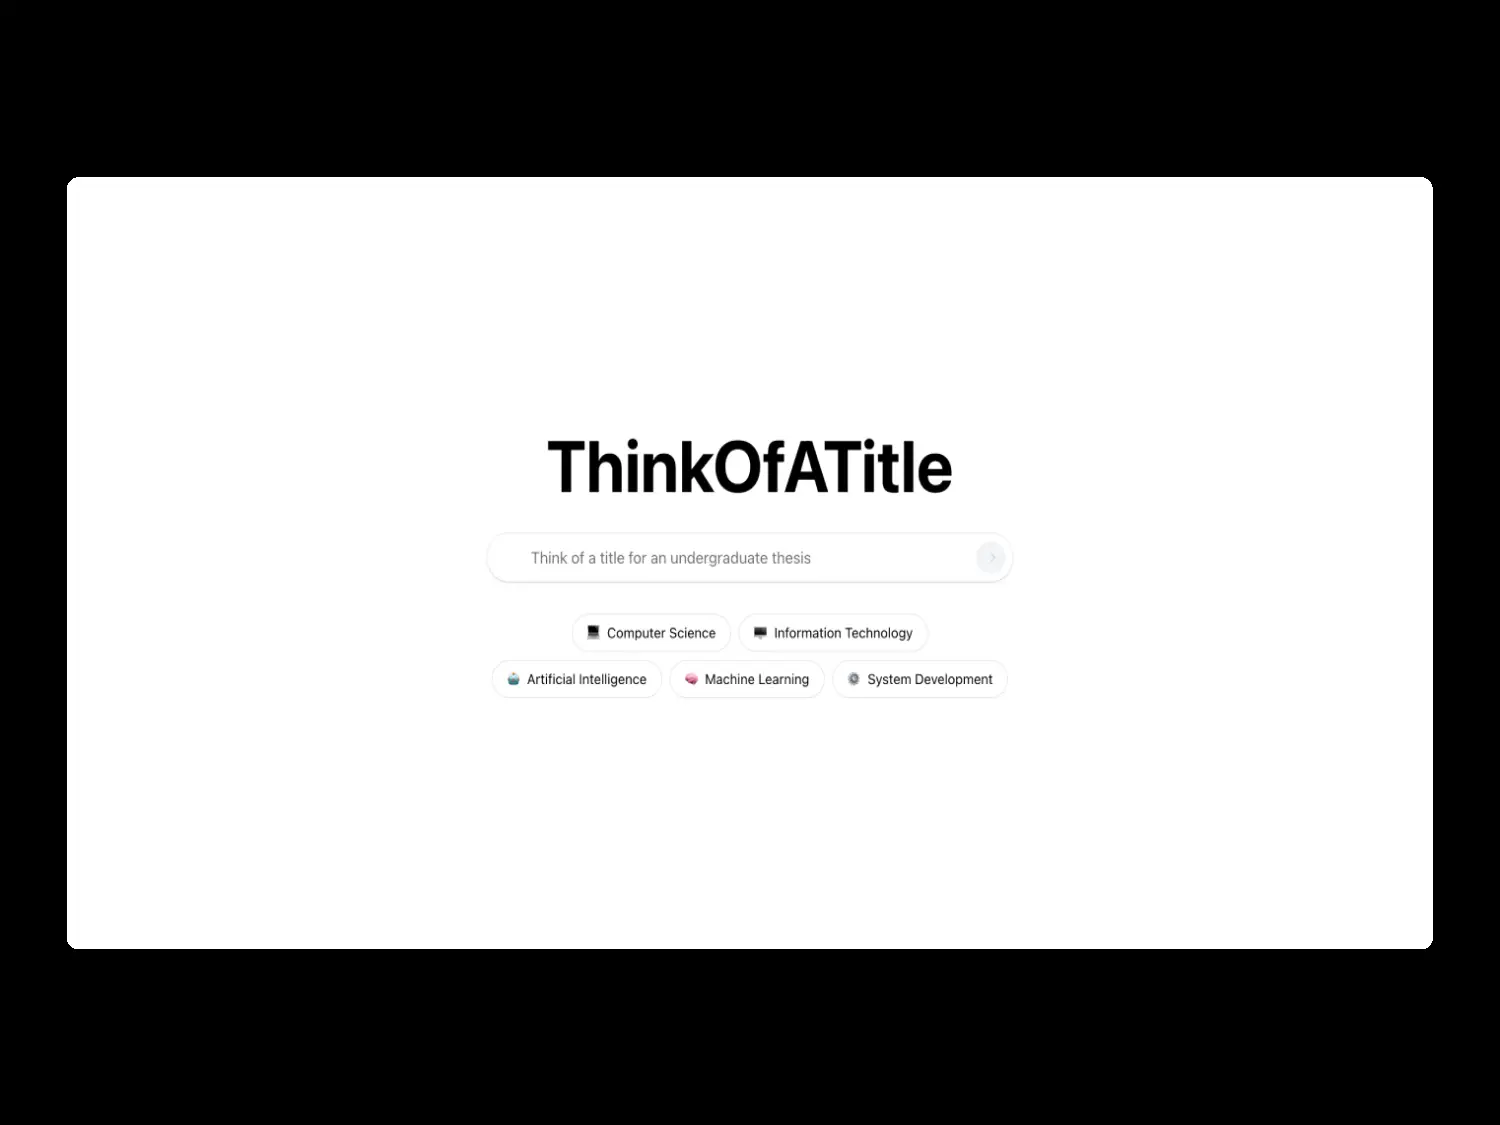 ThinkOfATitle
Think of a title for an undergraduate thesis
Computer Science
Information Technology
Artificial Intelligence
Machine Learning
System Development